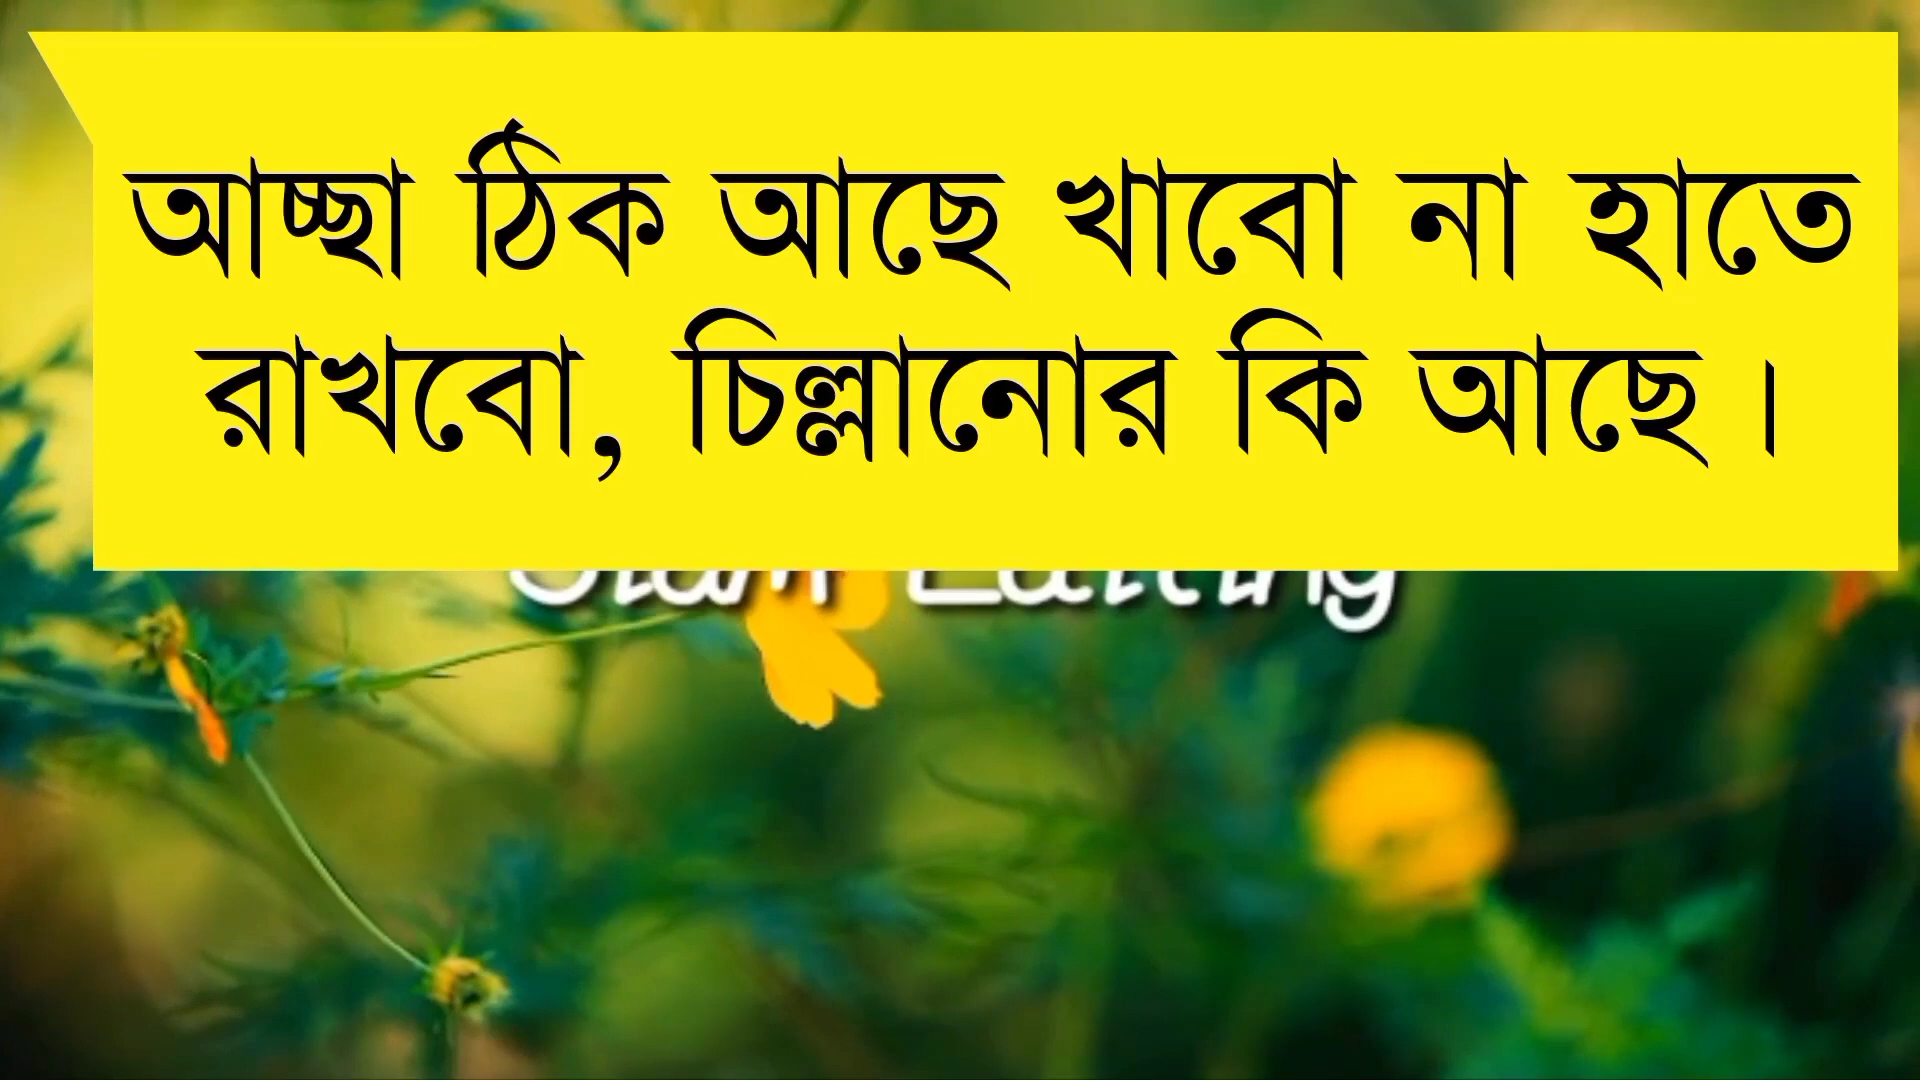 আচ্ছা ঠিক আছে খাবো না হাতে
রাখবো, চিল্লানোর কি আছে।